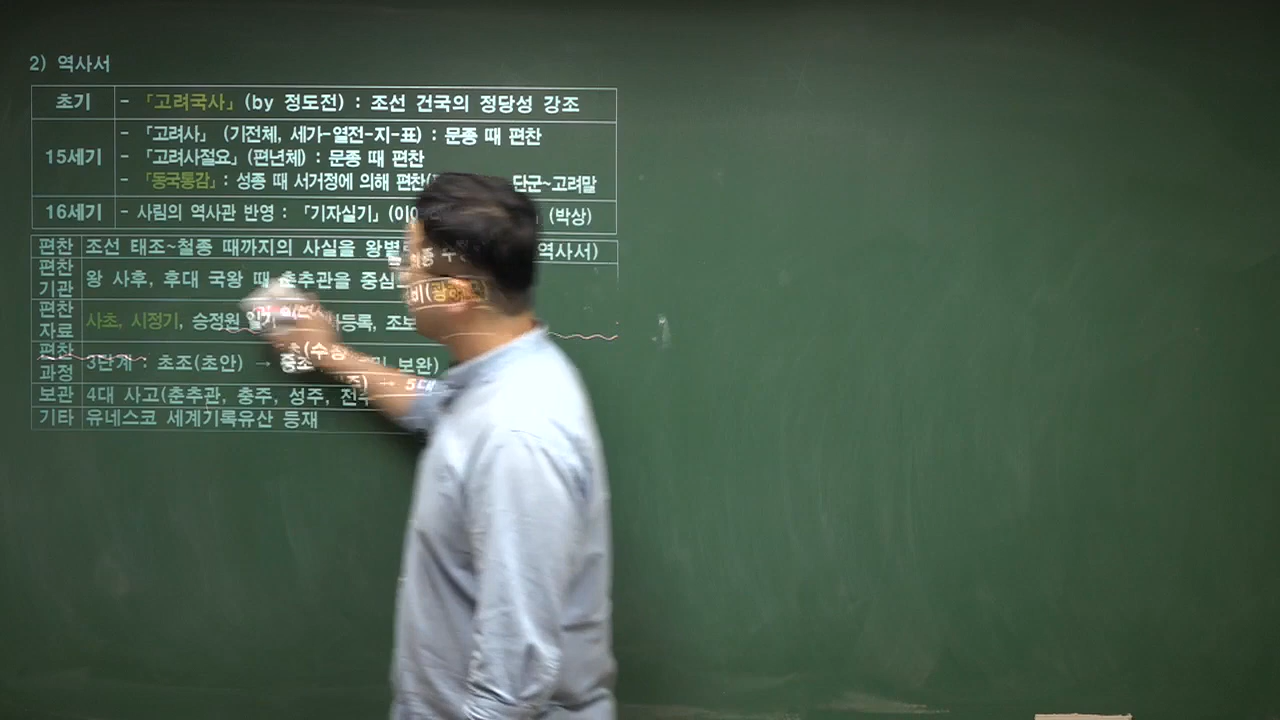 2) 역사서
초기 - 「고려국사」(by 정도전) : 조선 건국의 정당성 강조
15세기
- 「고려사」 (기전체, 세가-열전-지-표) : 문종 때 편찬
- 「고려사절요」(편년체) : 문종 때 편찬
- 「동국통감」 : 성종 때 서거정에 의해 편찬( 단군~고려말
16세기 - 사림의 역사관 반영 : 「기자실기」(이이 (박상)
편찬 조선 태조~철종 때까지의 사실을 왕별 역사서)
편찬
기관 왕 사후, 후대 국왕 때 춘추관을 중심
편찬
자료 사초, 시정기, 승정원 등록, 조보
편찬
과정 3단계 : 초조(초안) → 중초 (수정 보완)
보관 4대 사고(춘추관, 충주, 성주, 전주) → 5대
기타 유네스코 세계기록유산 등재